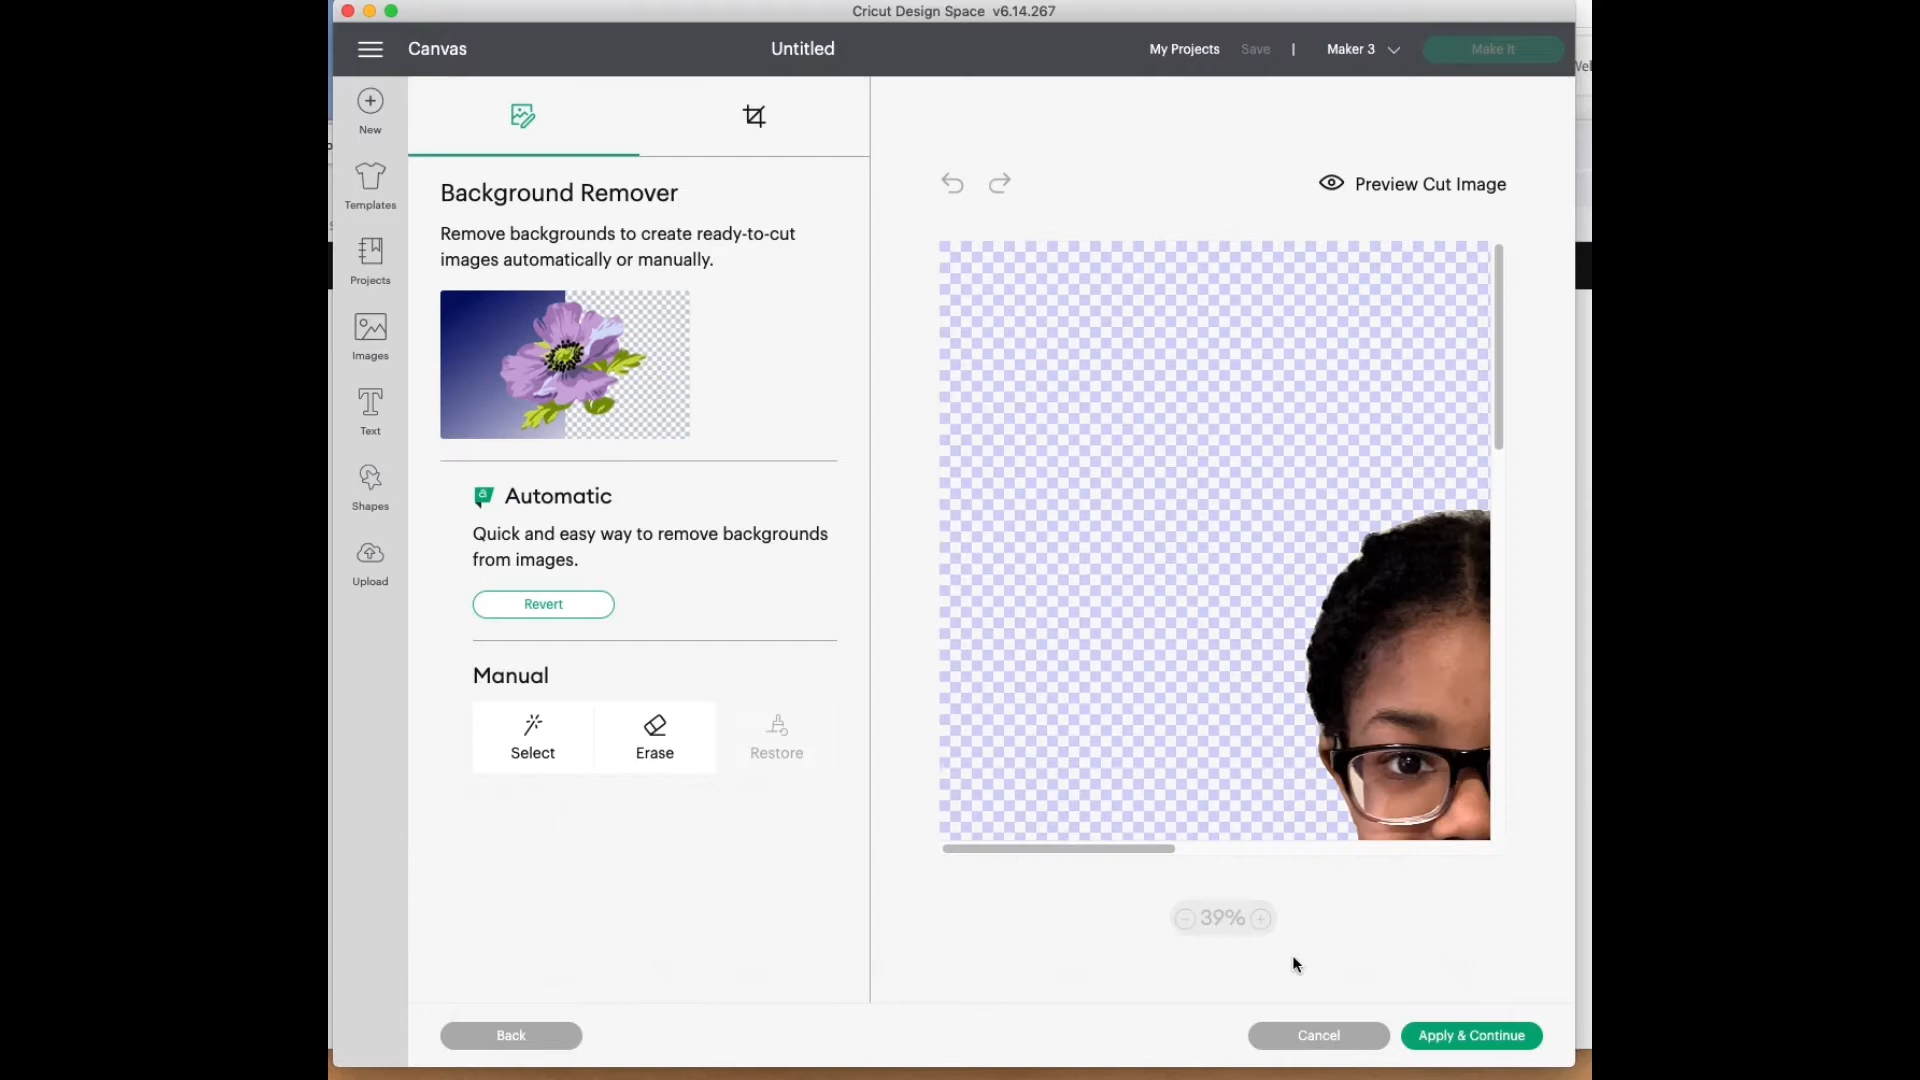 Cricut Design Space v6.14.267
Canvas
Untitled
My Projects Save | Maker 3 Make It
New
Templates
Projects
Images
Text
Shapes
Upload
Background Remover
Remove backgrounds to create ready-to-cut
images automatically or manually.
a Automatic
Quick and easy way to remove backgrounds
from images.
Revert
Manual
Select Erase Restore
Preview Cut Image
39%
Back
Cancel Apply & Continue